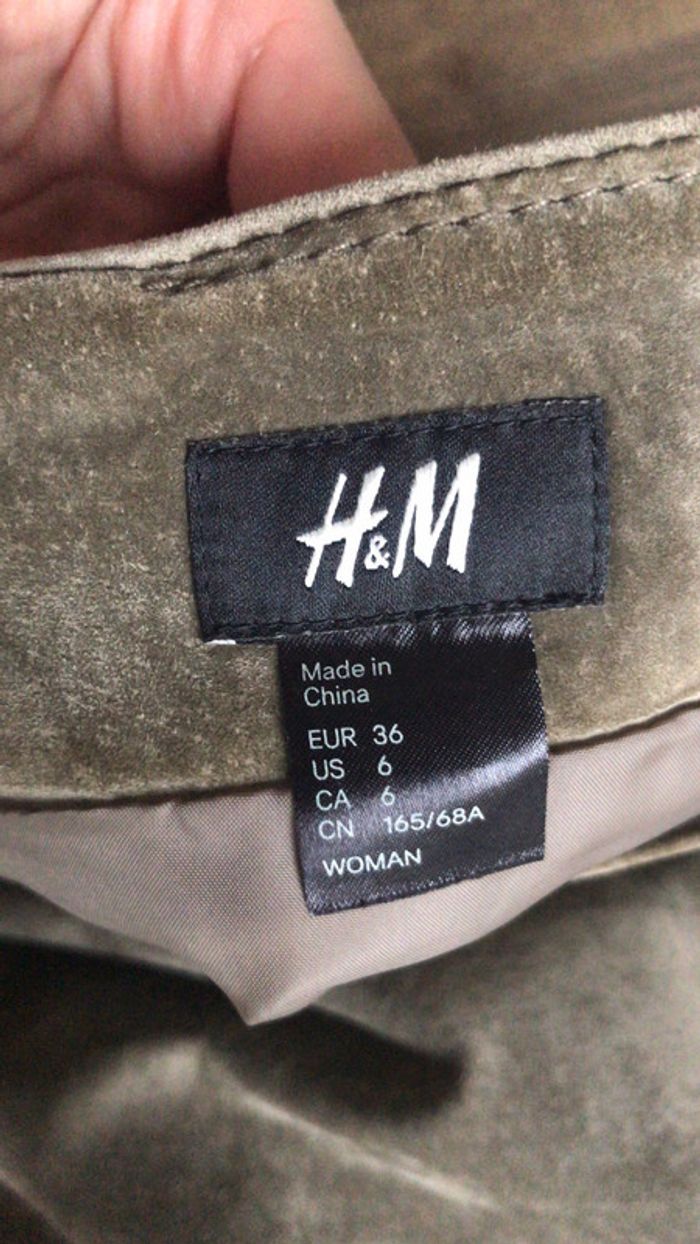 H&M
Made in
China
EUR 36
US 6
CA 6
CN 165/68A
WOMAN